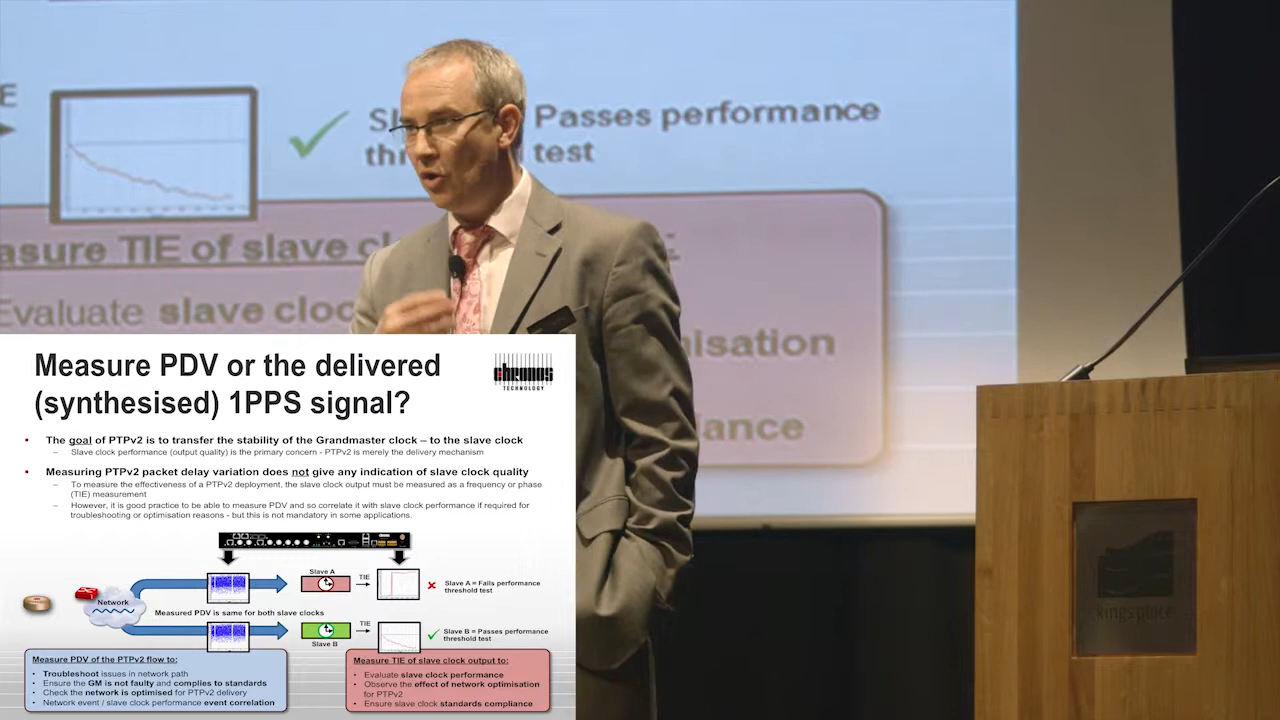 E
Passes performance
test
asure TIE of slave
Evaluate slave cloc
nisation
ance
Measure PDV or the delivered
(synthesised) 1PPS signal?
chronos
TECHNOLOGY
• The goal of PTPv2 is to transfer the stability of the Grandmaster clock – to the slave clock
– Slave clock performance (output quality) is the primary concern - PTPv2 is merely the delivery mechanism
• Measuring PTPv2 packet delay variation does not give any indication of slave clock quality
– To measure the effectiveness of a PTPv2 deployment, the slave clock output must be measured as a frequency or phase
(TIE) measurement
– However, it is good practice to be able to measure PDV and so correlate it with slave clock performance if required for
troubleshooting or optimisation reasons - but this is not mandatory in some applications.
Network
Slave A
TIE
Slave A = Fails performance
threshold test
Measured PDV is same for both slave clocks
Slave B
TIE
Slave B = Passes performance
threshold test
Measure PDV of the PTPv2 flow to:
• Troubleshoot issues in network path
• Ensure the GM is not faulty and complies to standards
• Check the network is optimised for PTPv2 delivery
• Network event / slave clock performance event correlation
Measure TIE of slave clock output to:
• Evaluate slave clock performance
• Observe the effect of network optimisation
for PTPv2
• Ensure slave clock standards compliance
kings place